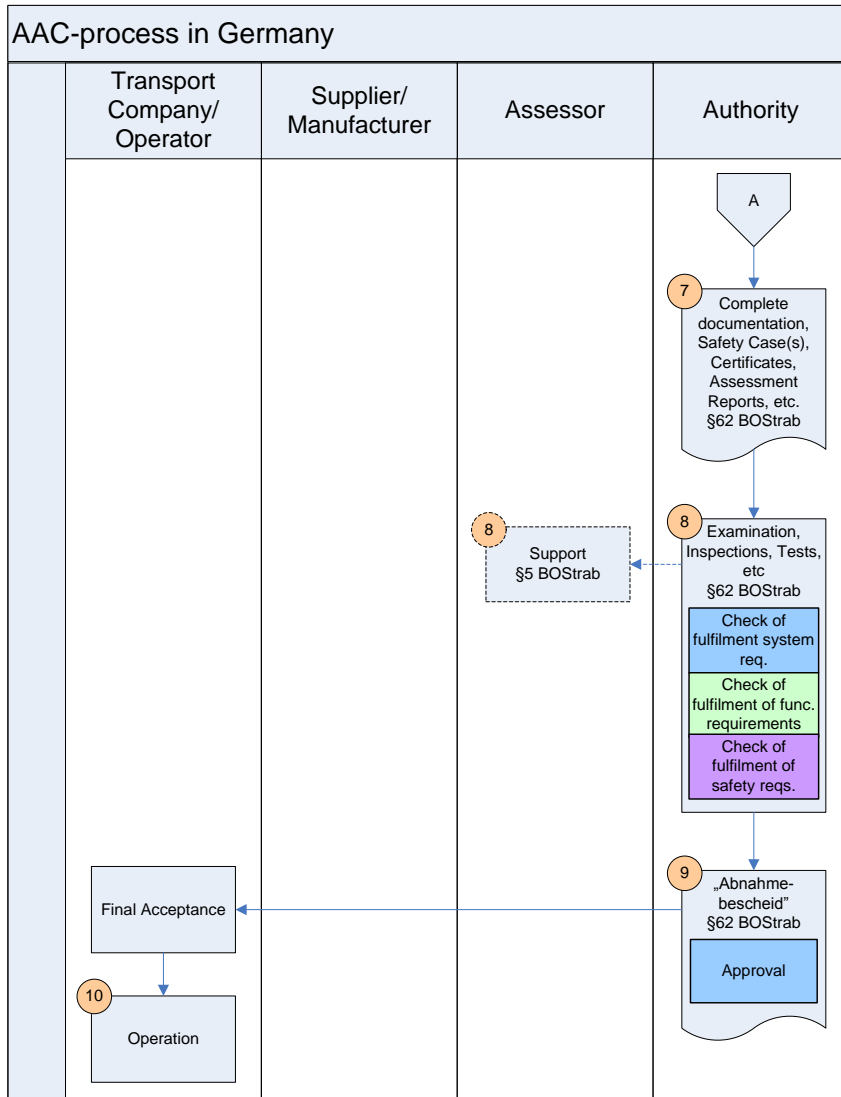 AAC-process in Germany
Transport
Company/
Operator
Supplier/
Manufacturer
Assessor
Authority
A
7
Complete
documentation,
Safety Case(s),
Certificates,
Assessment
Reports, etc.
§62 BOStrab
8
Support
§5 BOStrab
8
Examination,
Inspections, Tests,
etc
§62 BOStrab
Check of
fulfilment system
req.
Check of
fulfilment of func.
requirements
Check of
fulfilment of
safety reqs.
Final Acceptance
9
„Abnahme-
bescheid”
§62 BOStrab
Approval
10
Operation